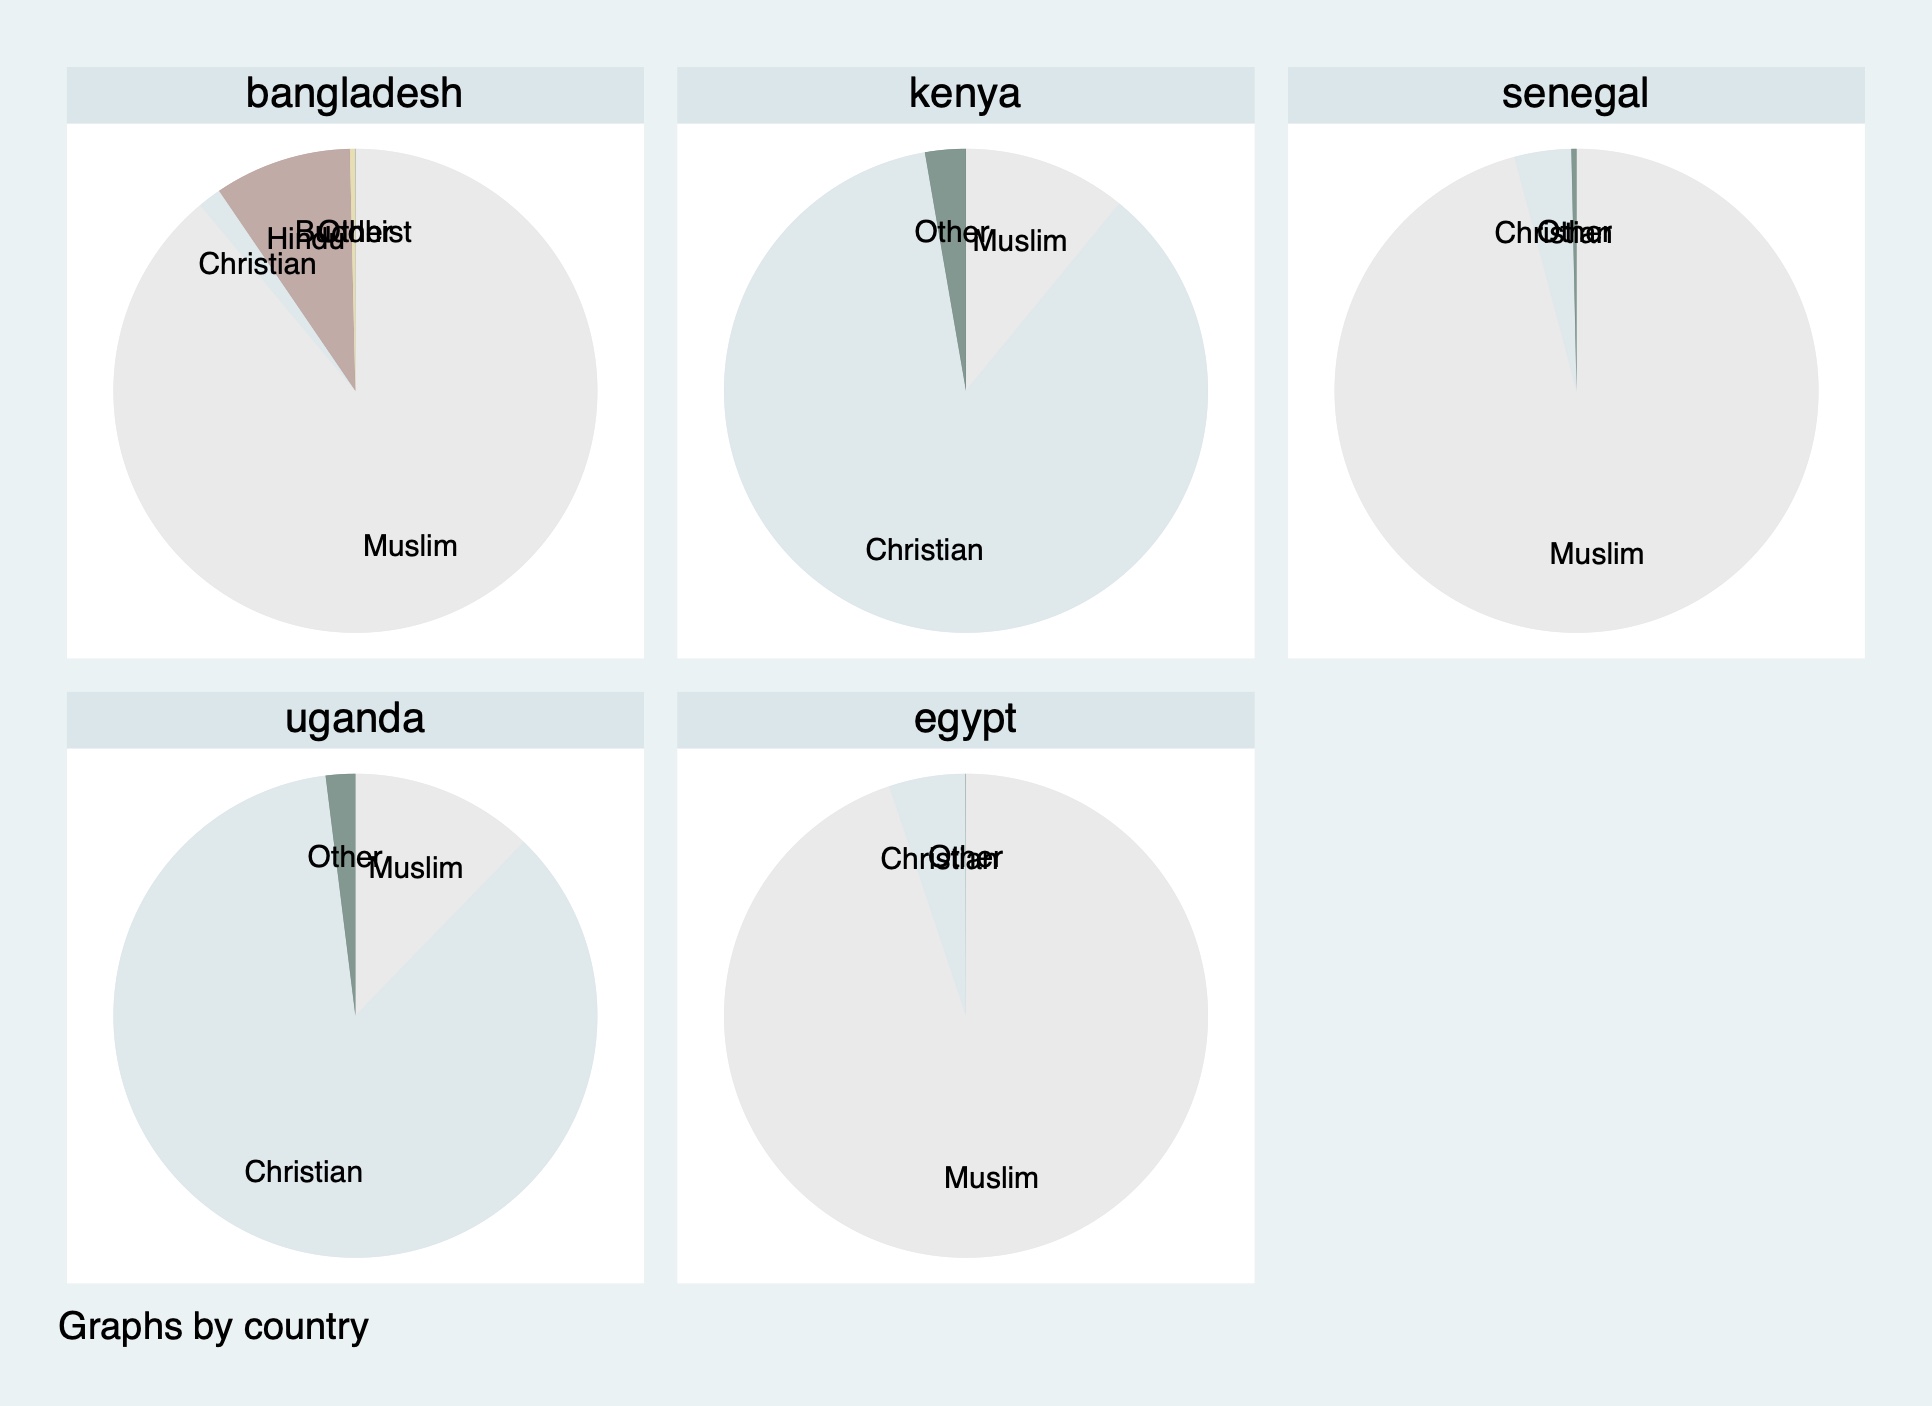 bangladesh
Other
Buddhist
Hindu
Christian
Muslim
kenya
Other
Muslim
Christian
senegal
Christian
Other
Muslim
uganda
Other
Muslim
Christian
egypt
Christian
Other
Muslim
Graphs by country